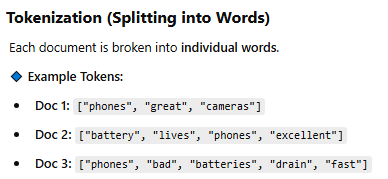 Tokenization (Splitting into Words)
Each document is broken into individual words.
🔷 Example Tokens:
• Doc 1: ["phones", "great", "cameras"]
• Doc 2: ["battery", "lives", "phones", "excellent"]
• Doc 3: ["phones", "bad", "batteries", "drain", "fast"]